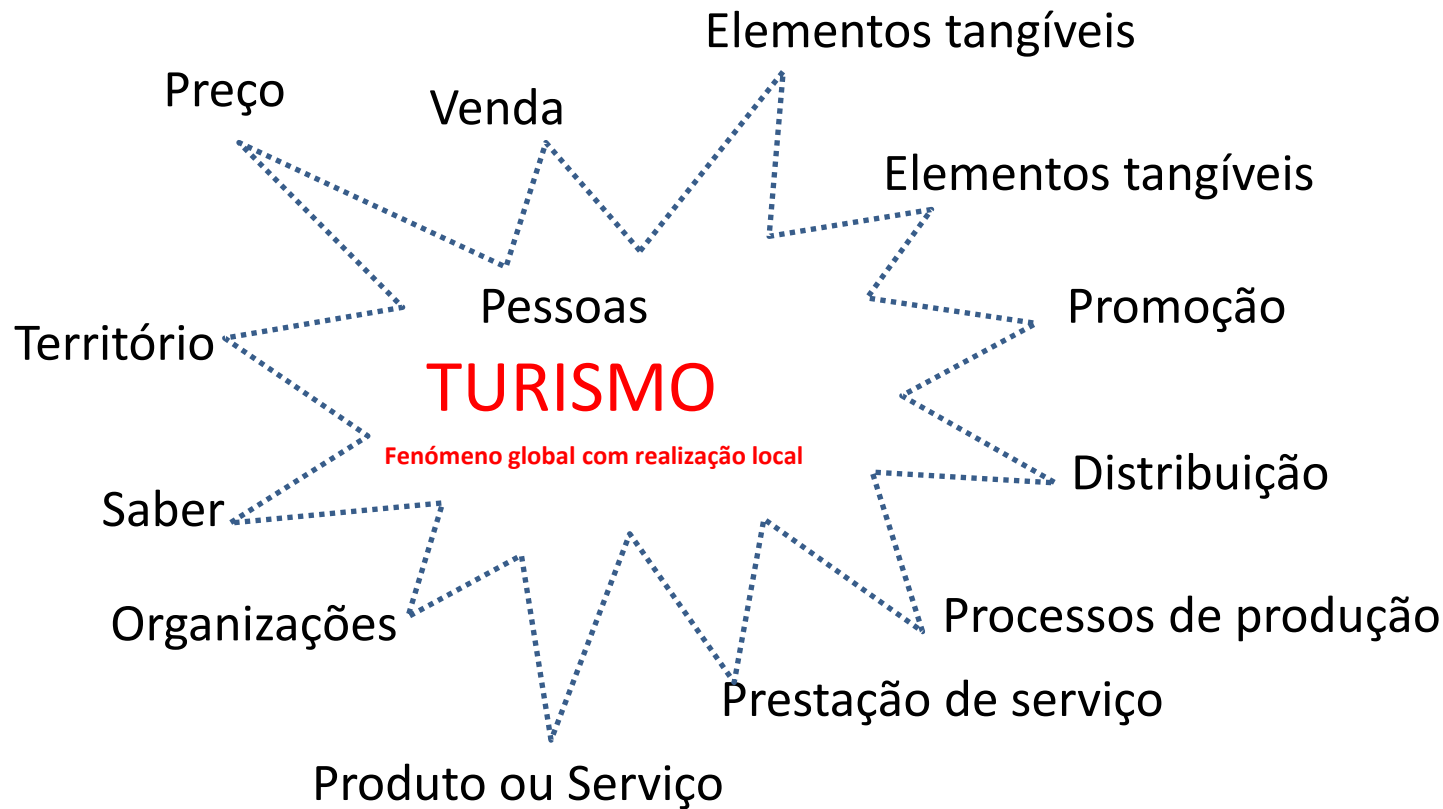 Elementos tangíveis
Preço
Venda
Elementos tangíveis
Pessoas
Promoção
Território
TURISMO
Fenómeno global com realização local
Distribuição
Saber
Processos de produção
Organizações
Prestação de serviço
Produto ou Serviço